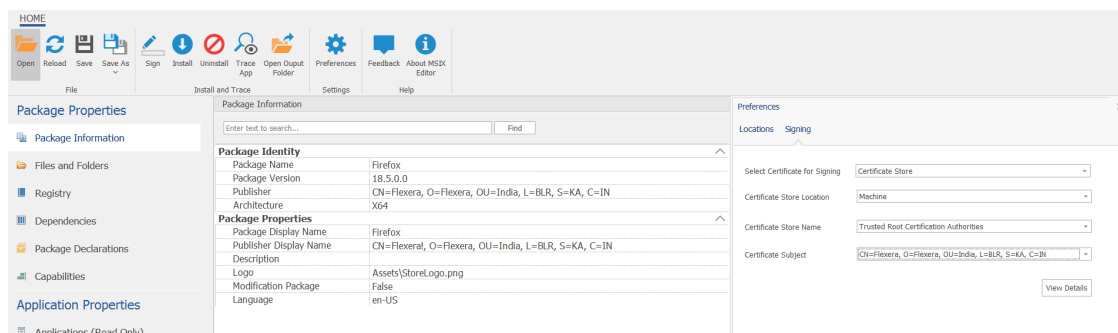 HOME
Open Reload Save Save As Sign Install Uninstall Trace App Open Ouput Folder Preferences Feedback About MSIX Editor
File Install and Trace Settings Help
Package Properties
Package Information
Files and Folders
Registry
Dependencies
Package Declarations
Capabilities
Application Properties
Applications (Read Only)
Package Information
Enter text to search... Find
Package Identity
Package Name Firefox
Package Version 18.5.0.0
Publisher CN=Flexera, O=Flexera, OU=India, L=BLR, S=KA, C=IN
Architecture X64
Package Properties
Package Display Name Firefox
Publisher Display Name CN=Flexera!, O=Flexera, OU=India, L=BLR, S=KA, C=IN
Description
Logo Assets\StoreLogo.png
Modification Package False
Language en-US
Preferences
Locations Signing
Select Certificate for Signing Certificate Store
Certificate Store Location Machine
Certificate Store Name Trusted Root Certification Authorities
Certificate Subject CN=Flexera, O=Flexera, OU=India, L=BLR, S=KA, C=IN
View Details